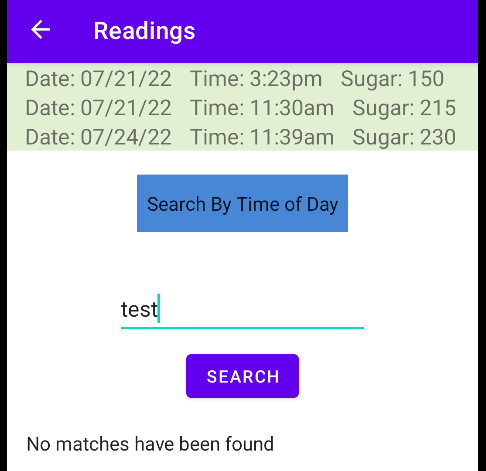 Readings
Date: 07/21/22 Time: 3:23pm Sugar: 150
Date: 07/21/22 Time: 11:30am Sugar: 215
Date: 07/24/22 Time: 11:39am Sugar: 230
Search By Time of Day
test
SEARCH
No matches have been found